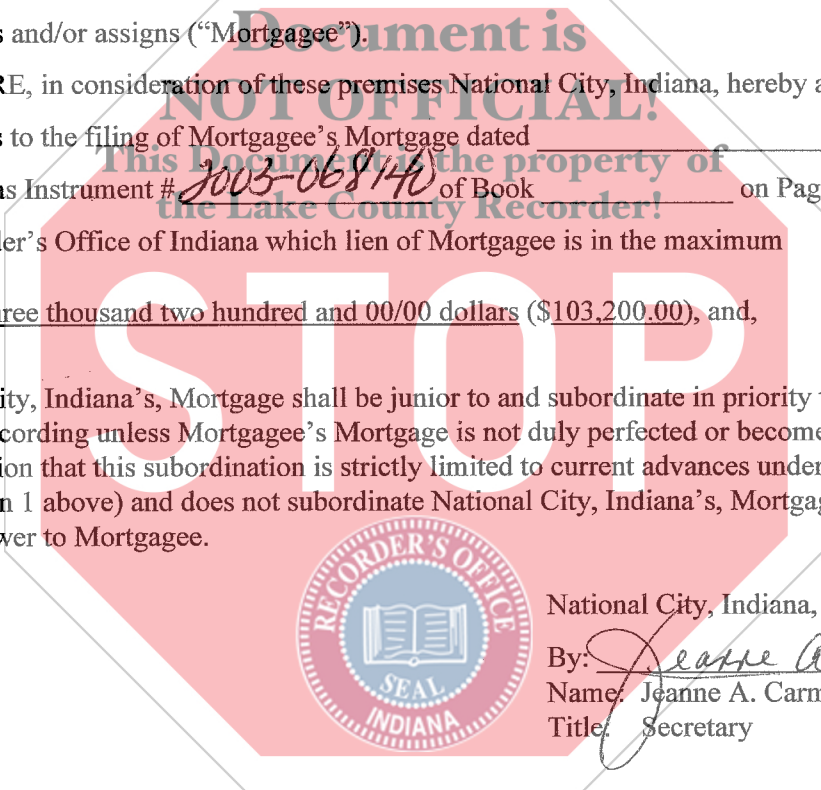 s and/or assigns ("Mortgagee").
Document is
RE, in consideration of these premises National City, Indiana, hereby a
NOT OFFICIAL!
s to the filing of Mortgagee's Mortgage dated
This Document is the property of
as Instrument # 2003-068140 of Book on Pag
the Lake County Recorder!
er's Office of Indiana which lien of Mortgagee is in the maximum
STOP
ree thousand two hundred and 00/00 dollars ($103,200.00), and,
ity, Indiana's, Mortgage shall be junior to and subordinate in priority
cording unless Mortgagee's Mortgage is not duly perfected or become
ion that this subordination is strictly limited to current advances under
n 1 above) and does not subordinate National City, Indiana's, Mortgag
ver to Mortgagee.
RECORDER'S OFFICE
SEAL
INDIANA
National City, Indiana,
By: Jeanne A
Name: Jeanne A. Carm
Title: Secretary